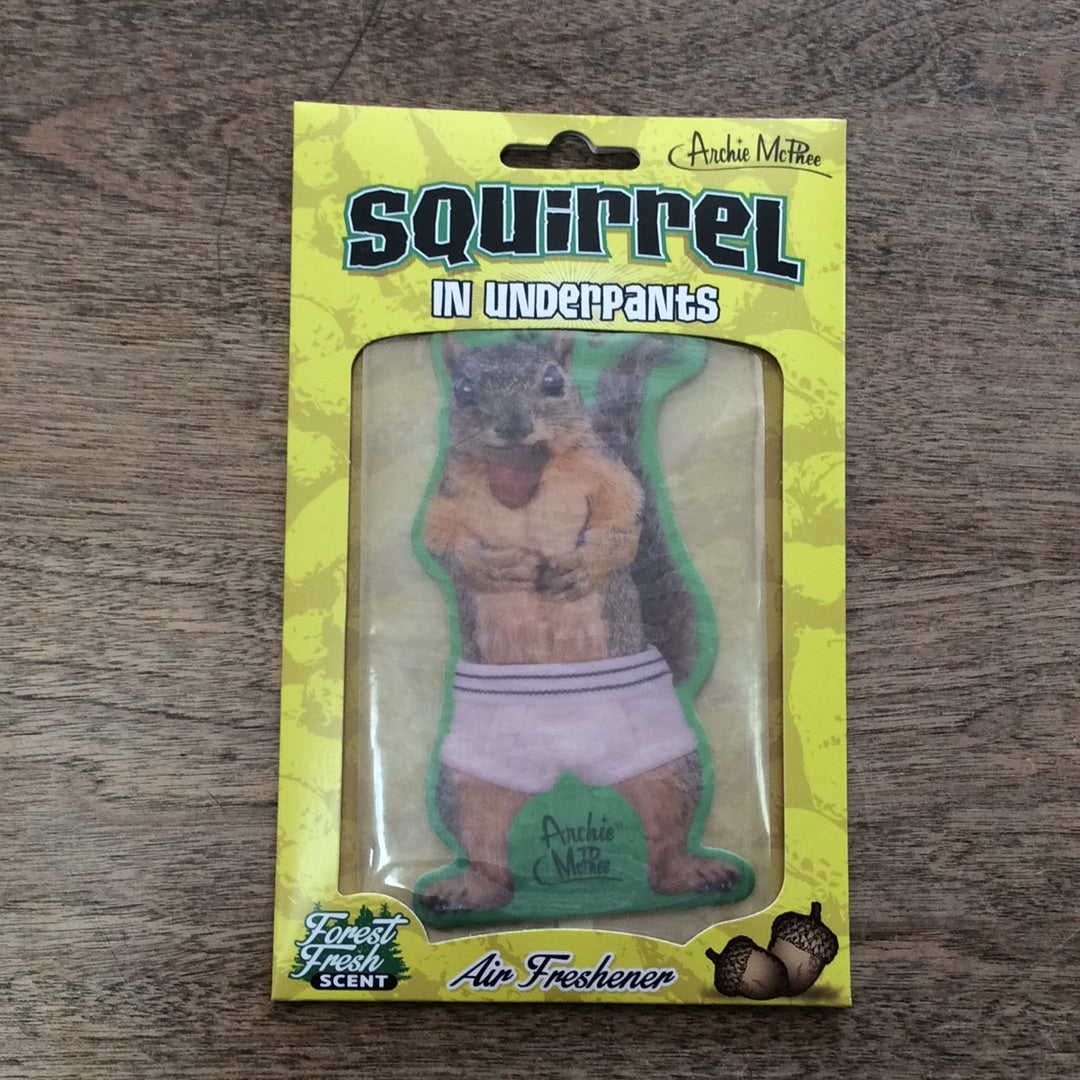 Archie McPhee
SQUIRREL
IN UNDERPANTS
Archie®
McPhee
Forest
Fresh
SCENT
Air Freshener